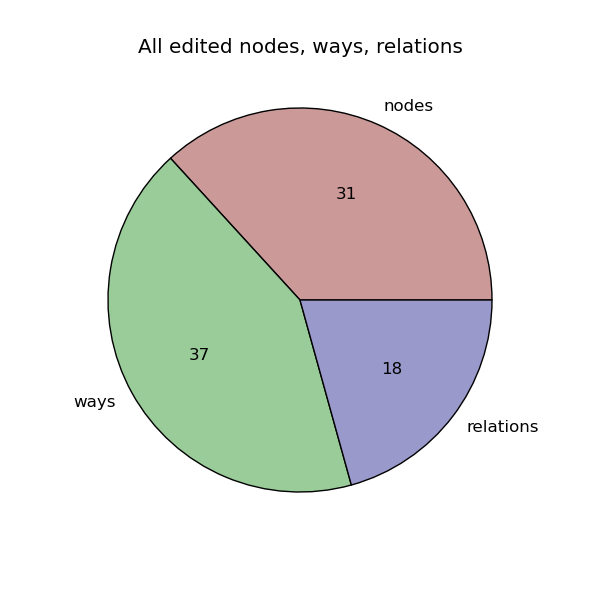 All edited nodes, ways, relations
nodes
31
37
18
ways
relations